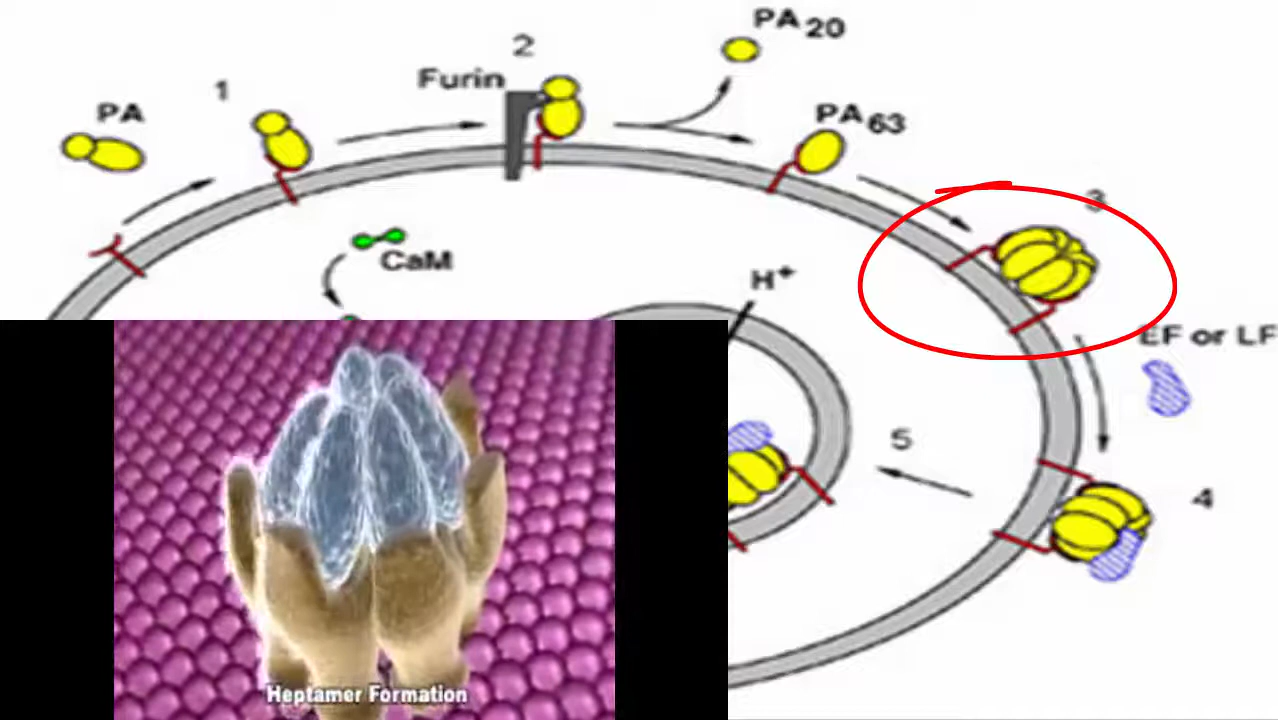 PA
1
2
Furin
PA20
PA63
3
CaM
H+
EF or LF
5
4
Heptamer Formation